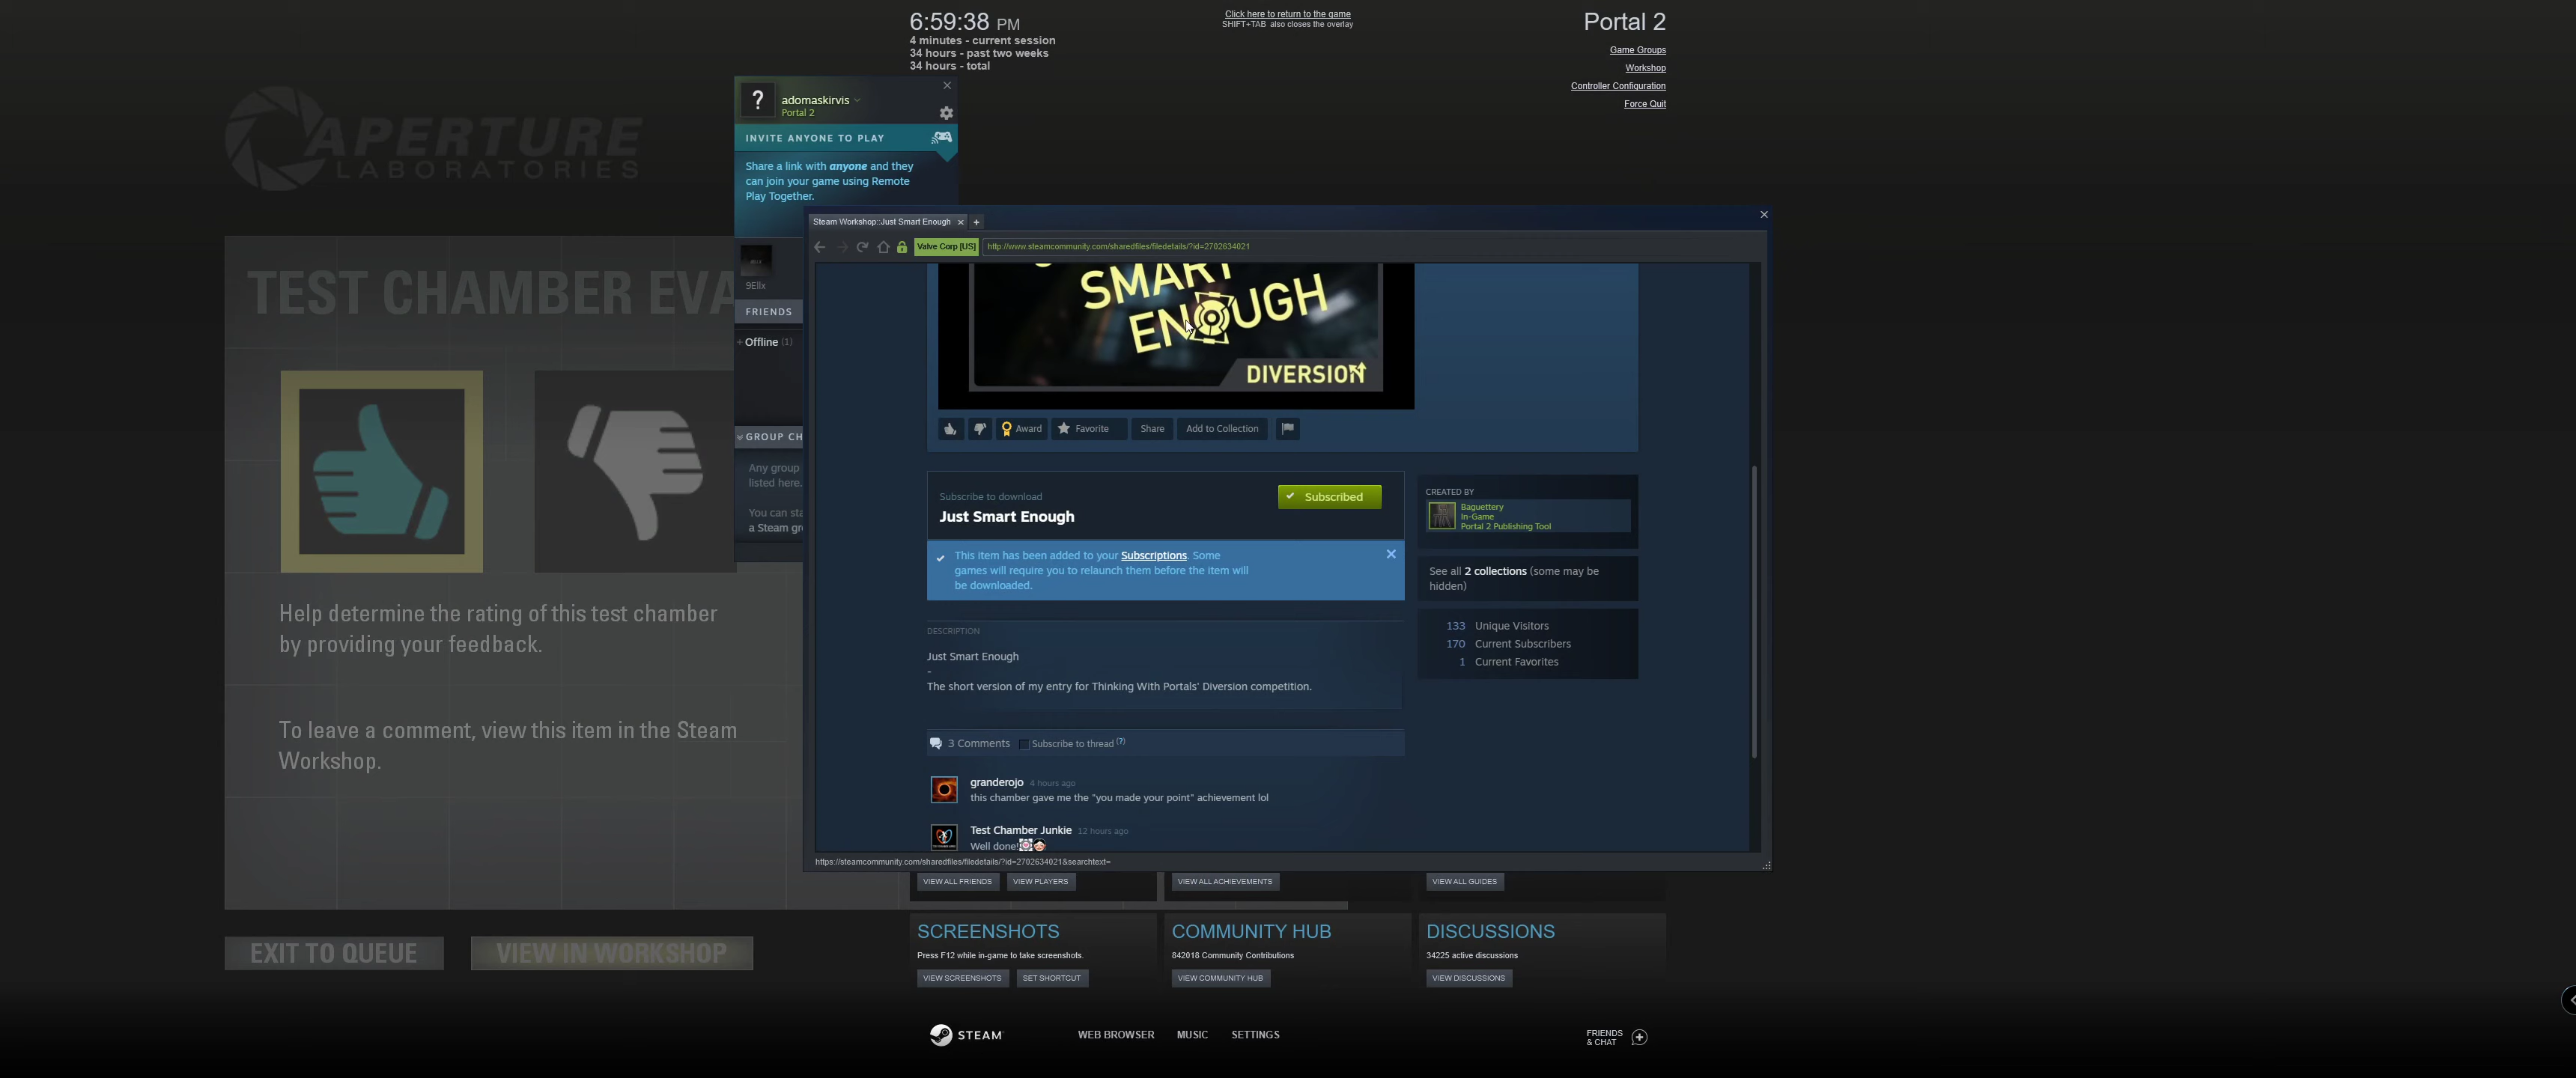 6:59:38 PM
4 minutes - current session
34 hours - past two weeks
34 hours - total
Click here to return to the game
SHIFT+TAB also closes the overlay
Portal 2
Game Groups
Workshop
Controller Configuration
Force Quit
APERTURE
LABORATORIES
adomaskirvis
Portal 2
INVITE ANYONE TO PLAY
Share a link with anyone and they
can join your game using Remote
Play Together.
9Ellx
FRIENDS
Offline (1)
GROUP CH
Any group
listed here.
You can sta
a Steam gro
TEST CHAMBER EVA
Help determine the rating of this test chamber
by providing your feedback.
To leave a comment, view this item in the Steam
Workshop.
EXIT TO QUEUE
VIEW IN WORKSHOP
Steam Workshop::Just Smart Enough
Valve Corp [US]
http://www.steamcommunity.com/sharedfiles/filedetails/?id=2702634021
SMART
ENOUGH
DIVERSION
Award
Favorite
Share
Add to Collection
Subscribe to download
Just Smart Enough
Subscribed
This item has been added to your Subscriptions. Some
games will require you to relaunch them before the item will
be downloaded.
DESCRIPTION
Just Smart Enough
-
The short version of my entry for Thinking With Portals' Diversion competition.
3 Comments
Subscribe to thread (?)
granderojo 4 hours ago
this chamber gave me the "you made your point" achievement lol
Test Chamber Junkie 12 hours ago
Well done!
CREATED BY
Baguettery
In-Game
Portal 2 Publishing Tool
See all 2 collections (some may be
hidden)
133 Unique Visitors
170 Current Subscribers
1 Current Favorites
https://steamcommunity.com/sharedfiles/filedetails/?id=2702634021&searchtext=
VIEW ALL FRIENDS
VIEW PLAYERS
VIEW ALL ACHIEVEMENTS
VIEW ALL GUIDES
SCREENSHOTS
Press F12 while in-game to take screenshots.
VIEW SCREENSHOTS
SET SHORTCUT
COMMUNITY HUB
842018 Community Contributions
VIEW COMMUNITY HUB
DISCUSSIONS
34225 active discussions
VIEW DISCUSSIONS
STEAM
WEB BROWSER
MUSIC
SETTINGS
FRIENDS
& CHAT